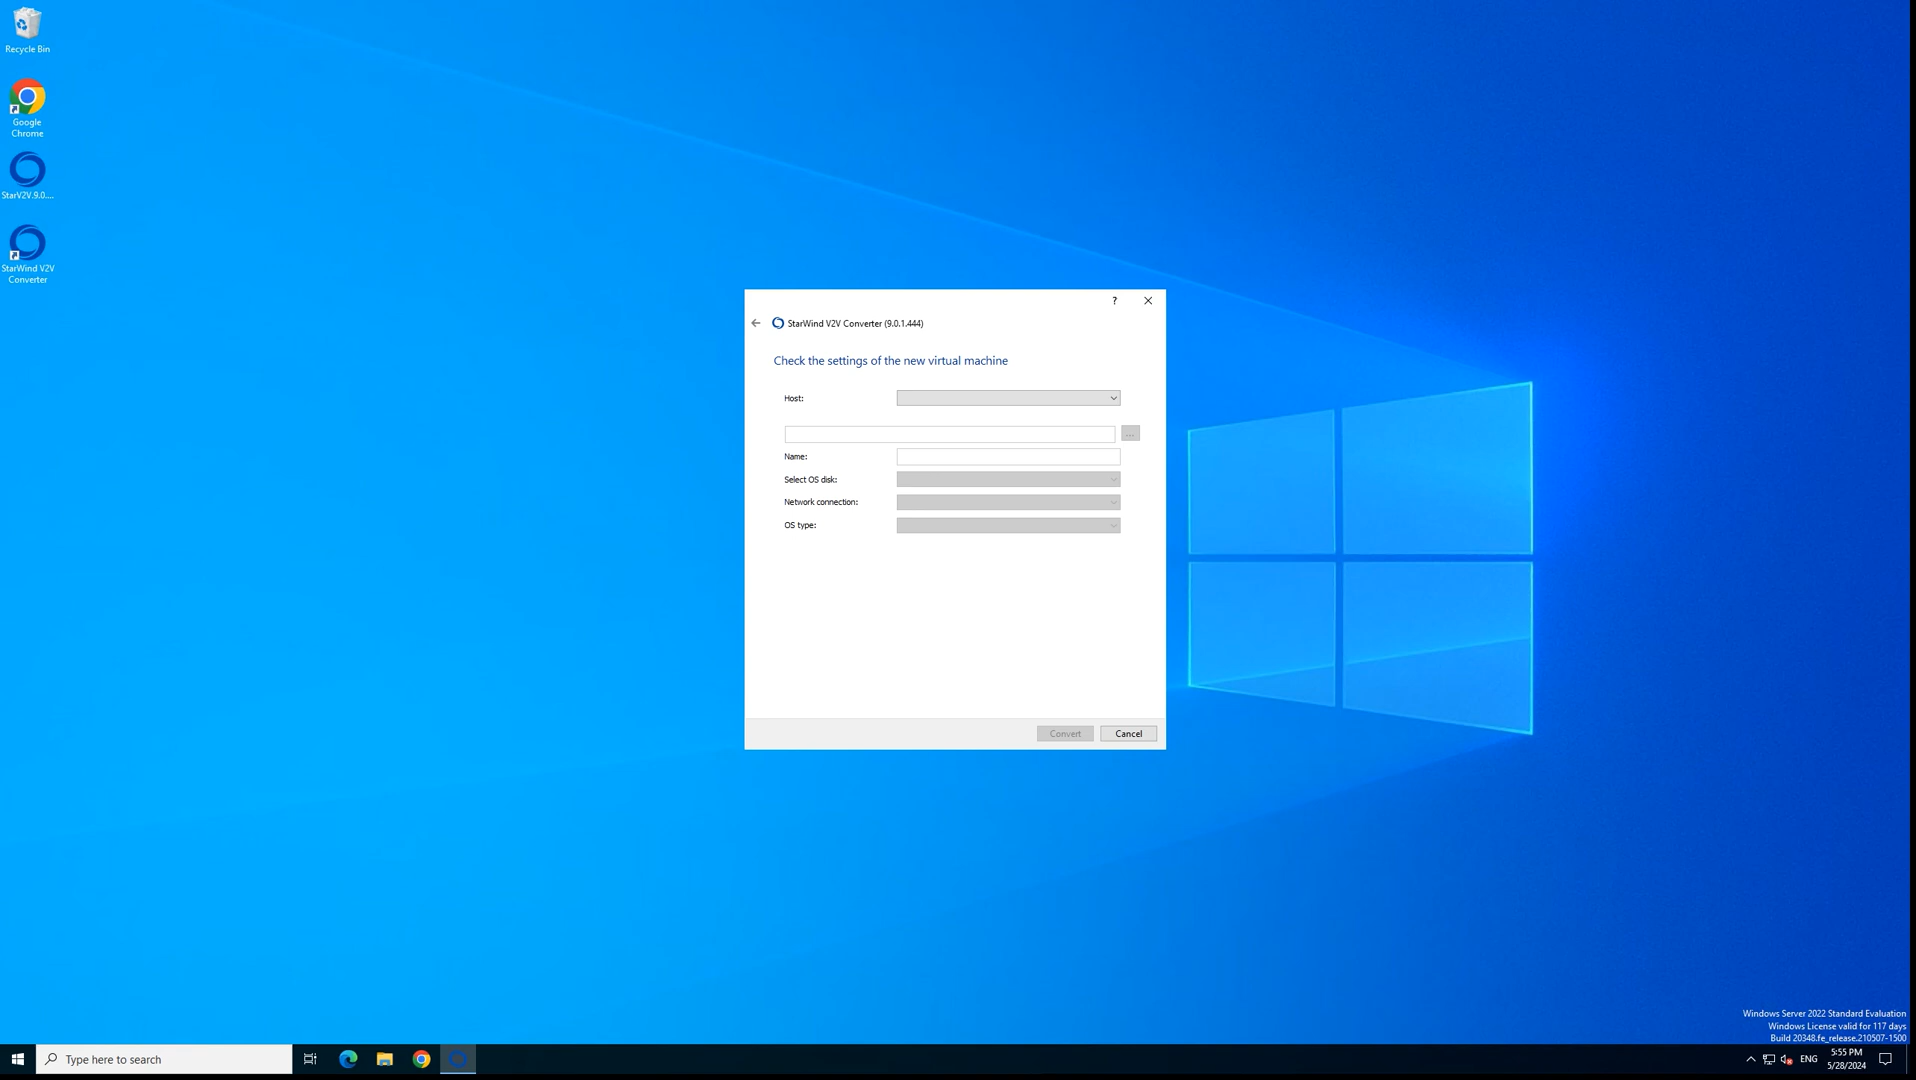 Recycle Bin
Google
Chrome
StarV2V.9.0....
StarWind V2V
Converter
?
StarWind V2V Converter (9.0.1.444)
Check the settings of the new virtual machine
Host:
...
Name:
Select OS disk:
Network connection:
OS type:
Convert
Cancel
Windows Server 2022 Standard Evaluation
Windows License valid for 117 days
Build 20348.fe_release.210507-1500
Type here to search
ENG
5:55 PM
5/28/2024